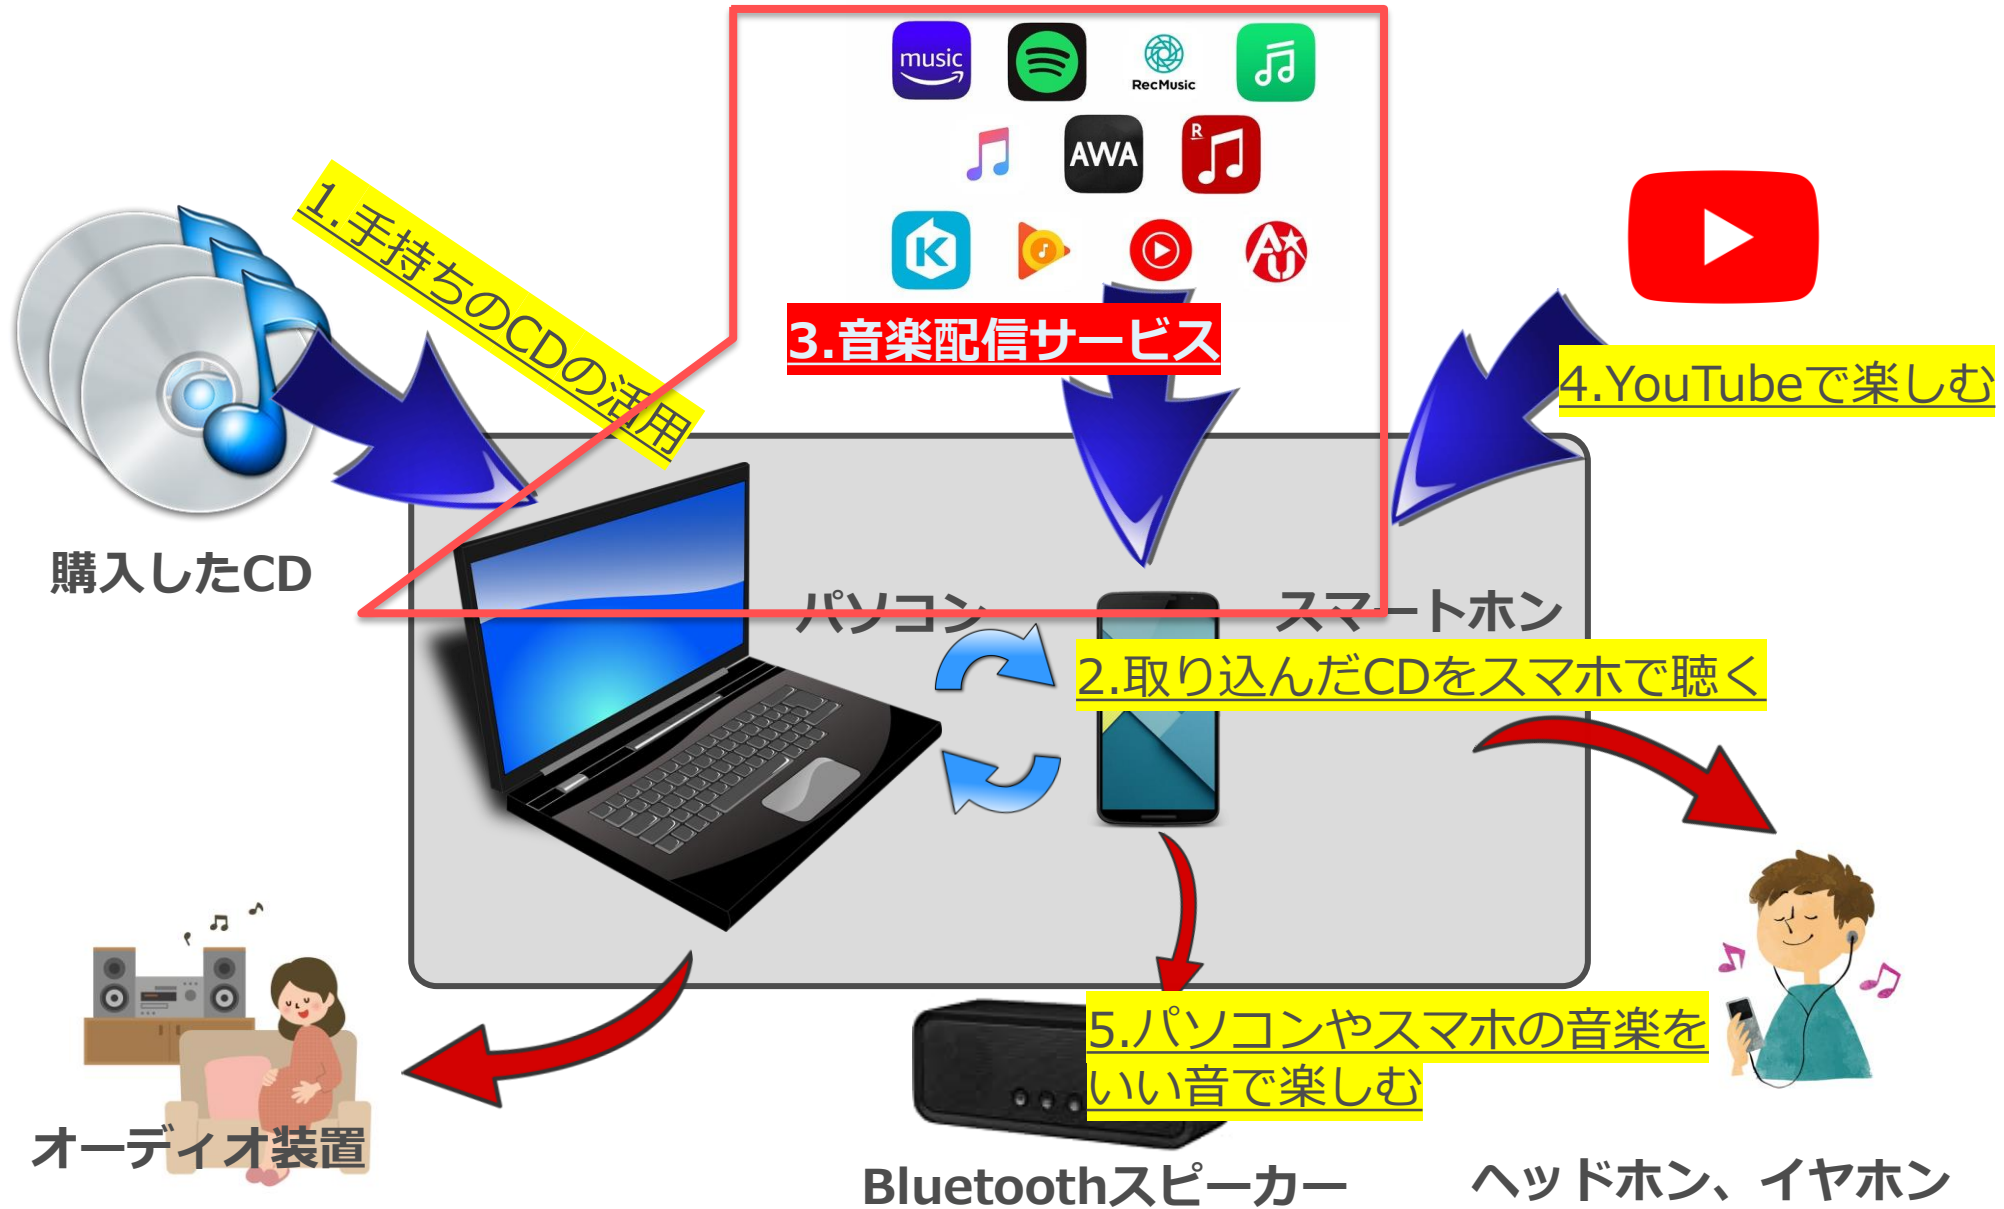 music
RecMusic
AWA
R
K
AU
1.手持ちのCDの活用
3.音楽配信サービス
4.YouTubeで楽しむ
購入したCD
パソコン
スマートホン
2.取り込んだCDをスマホで聴く
5.パソコンやスマホの音楽を
いい音で楽しむ
オーディオ装置
Bluetoothスピーカー
ヘッドホン、イヤホン